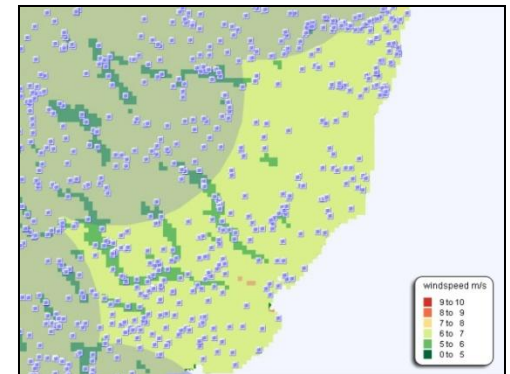 windspeed m/s
9 to 10
8 to 9
7 to 8
6 to 7
5 to 6
0 to 5